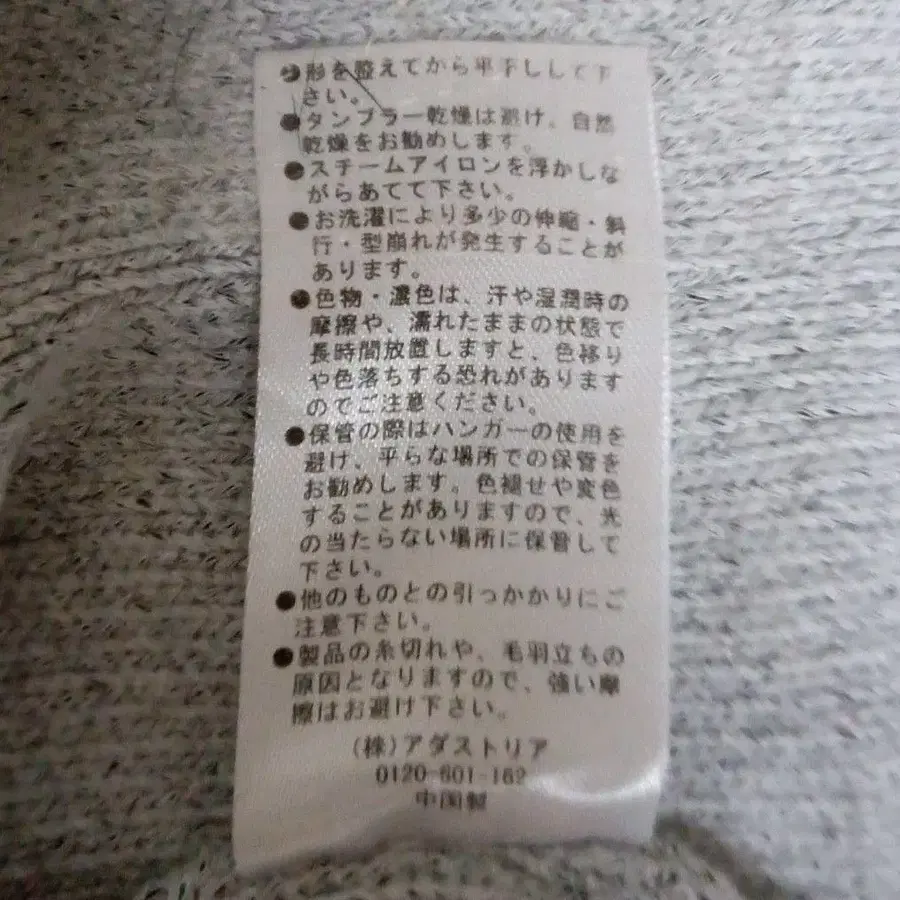 ●形を整えてから平干しして下
さい。
●タンブラー乾燥は避け、自然
乾燥をお勧めします。
●スチームアイロンを浮かしな
がらあてて下さい。
●お洗濯により多少の伸縮・斜
行・型崩れが発生することが
あります。
●色物・濃色は、汗や湿潤時の
摩擦や、濡れたままの状態で
長時間放置しますと、色移り
や色落ちする恐れがあります
のでご注意ください。
●保管の際はハンガーの使用を
避け、平らな場所での保管を
お勧めします。色褪せや変色
することがありますので、光
の当たらない場所に保管して
下さい。
●他のものとの引っかかりにご
注意下さい。
●製品の糸切れや、毛羽立ちの
原因となりますので、強い摩
擦はお避け下さい。
(株)アダストリア
0120-601-162
中国製